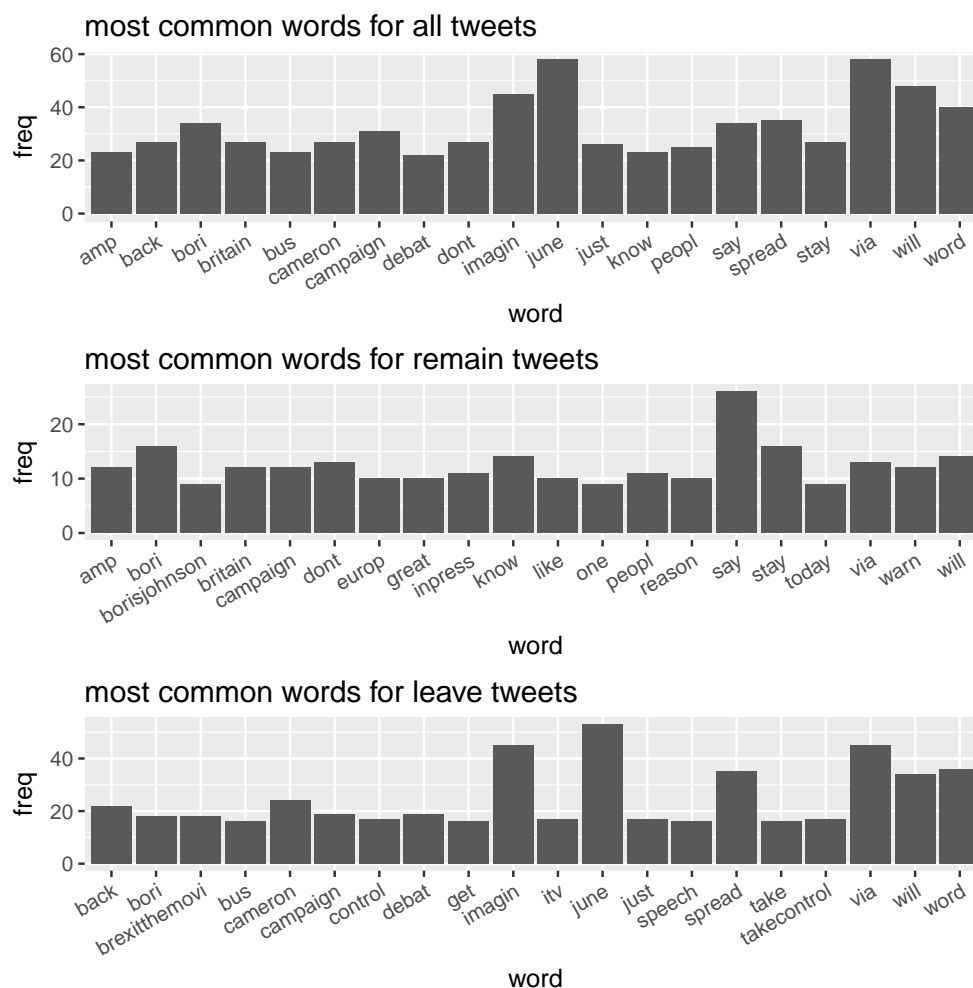 most common words for all tweets
60
40
20
0
freq
amp back bori britain bus cameron campaign debat dont imagin june just know peopl say spread stay via will word
word
most common words for remain tweets
20
10
0
freq
amp bori borisjohnson britain campaign dont europ great inpress know like one peopl reason say stay today via warn will
word
most common words for leave tweets
40
20
0
freq
back bori brexitthemovi bus cameron campaign control debat get imagin itv june just speech spread take takecontrol via will word
word